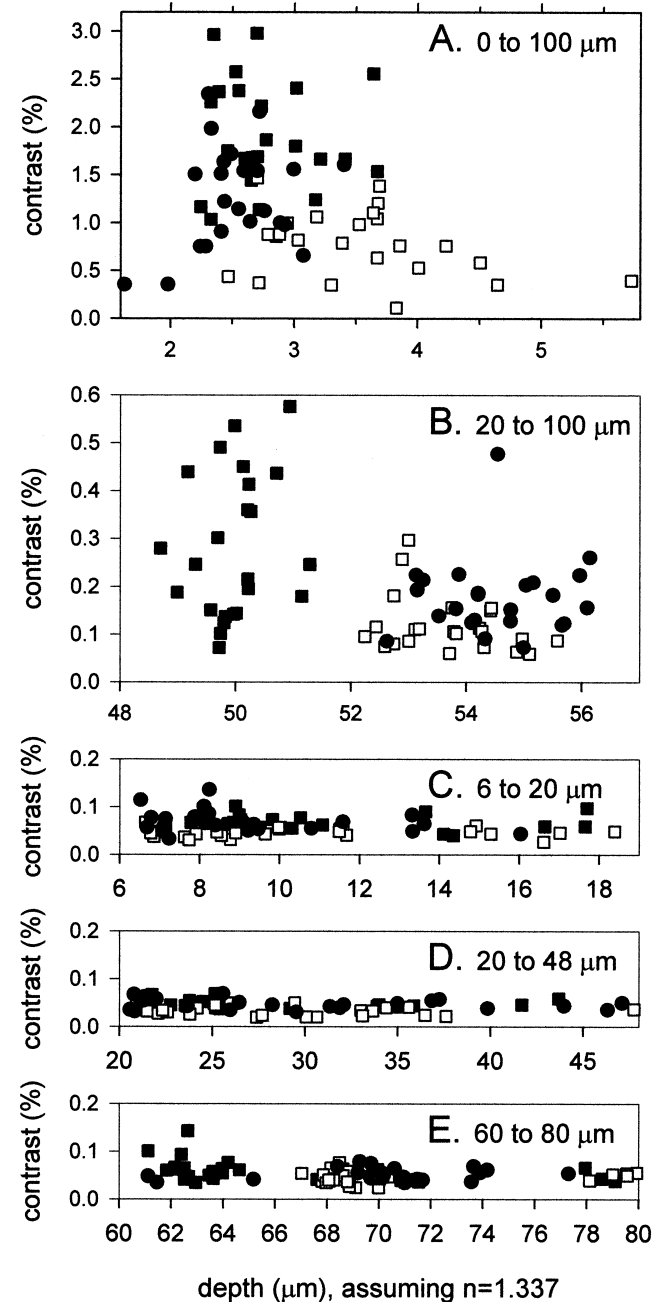 A. 0 to 100 μm
contrast (%)
3.0
2.5
2.0
1.5
1.0
0.5
0.0
2 3 4 5
B. 20 to 100 μm
contrast (%)
0.6
0.5
0.4
0.3
0.2
0.1
0.0
48 50 52 54 56
C. 6 to 20 μm
contrast (%)
0.2
0.1
0.0
6 8 10 12 14 16 18
D. 20 to 48 μm
contrast (%)
0.2
0.1
0.0
20 25 30 35 40 45
E. 60 to 80 μm
contrast (%)
0.2
0.1
0.0
60 62 64 66 68 70 72 74 76 78 80
depth (μm), assuming n=1.337